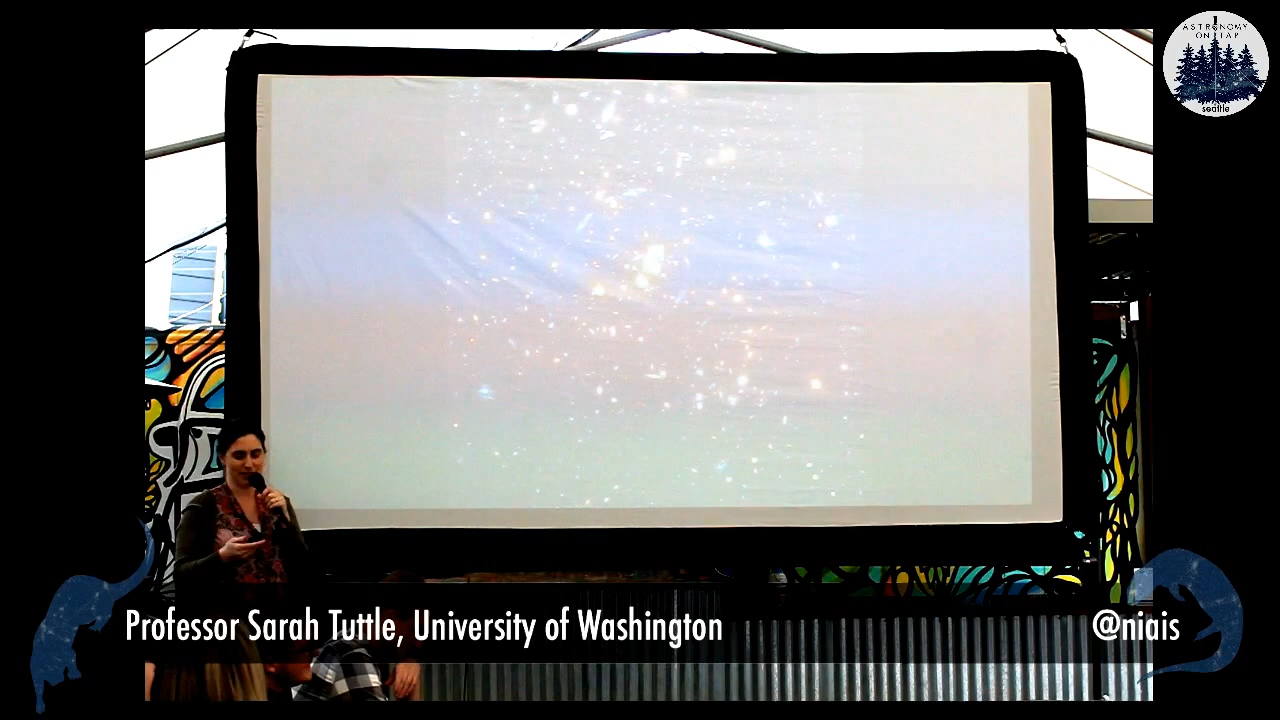 ASTRONOMY
ON TAP
seattle
Professor Sarah Tuttle, University of Washington
@niais